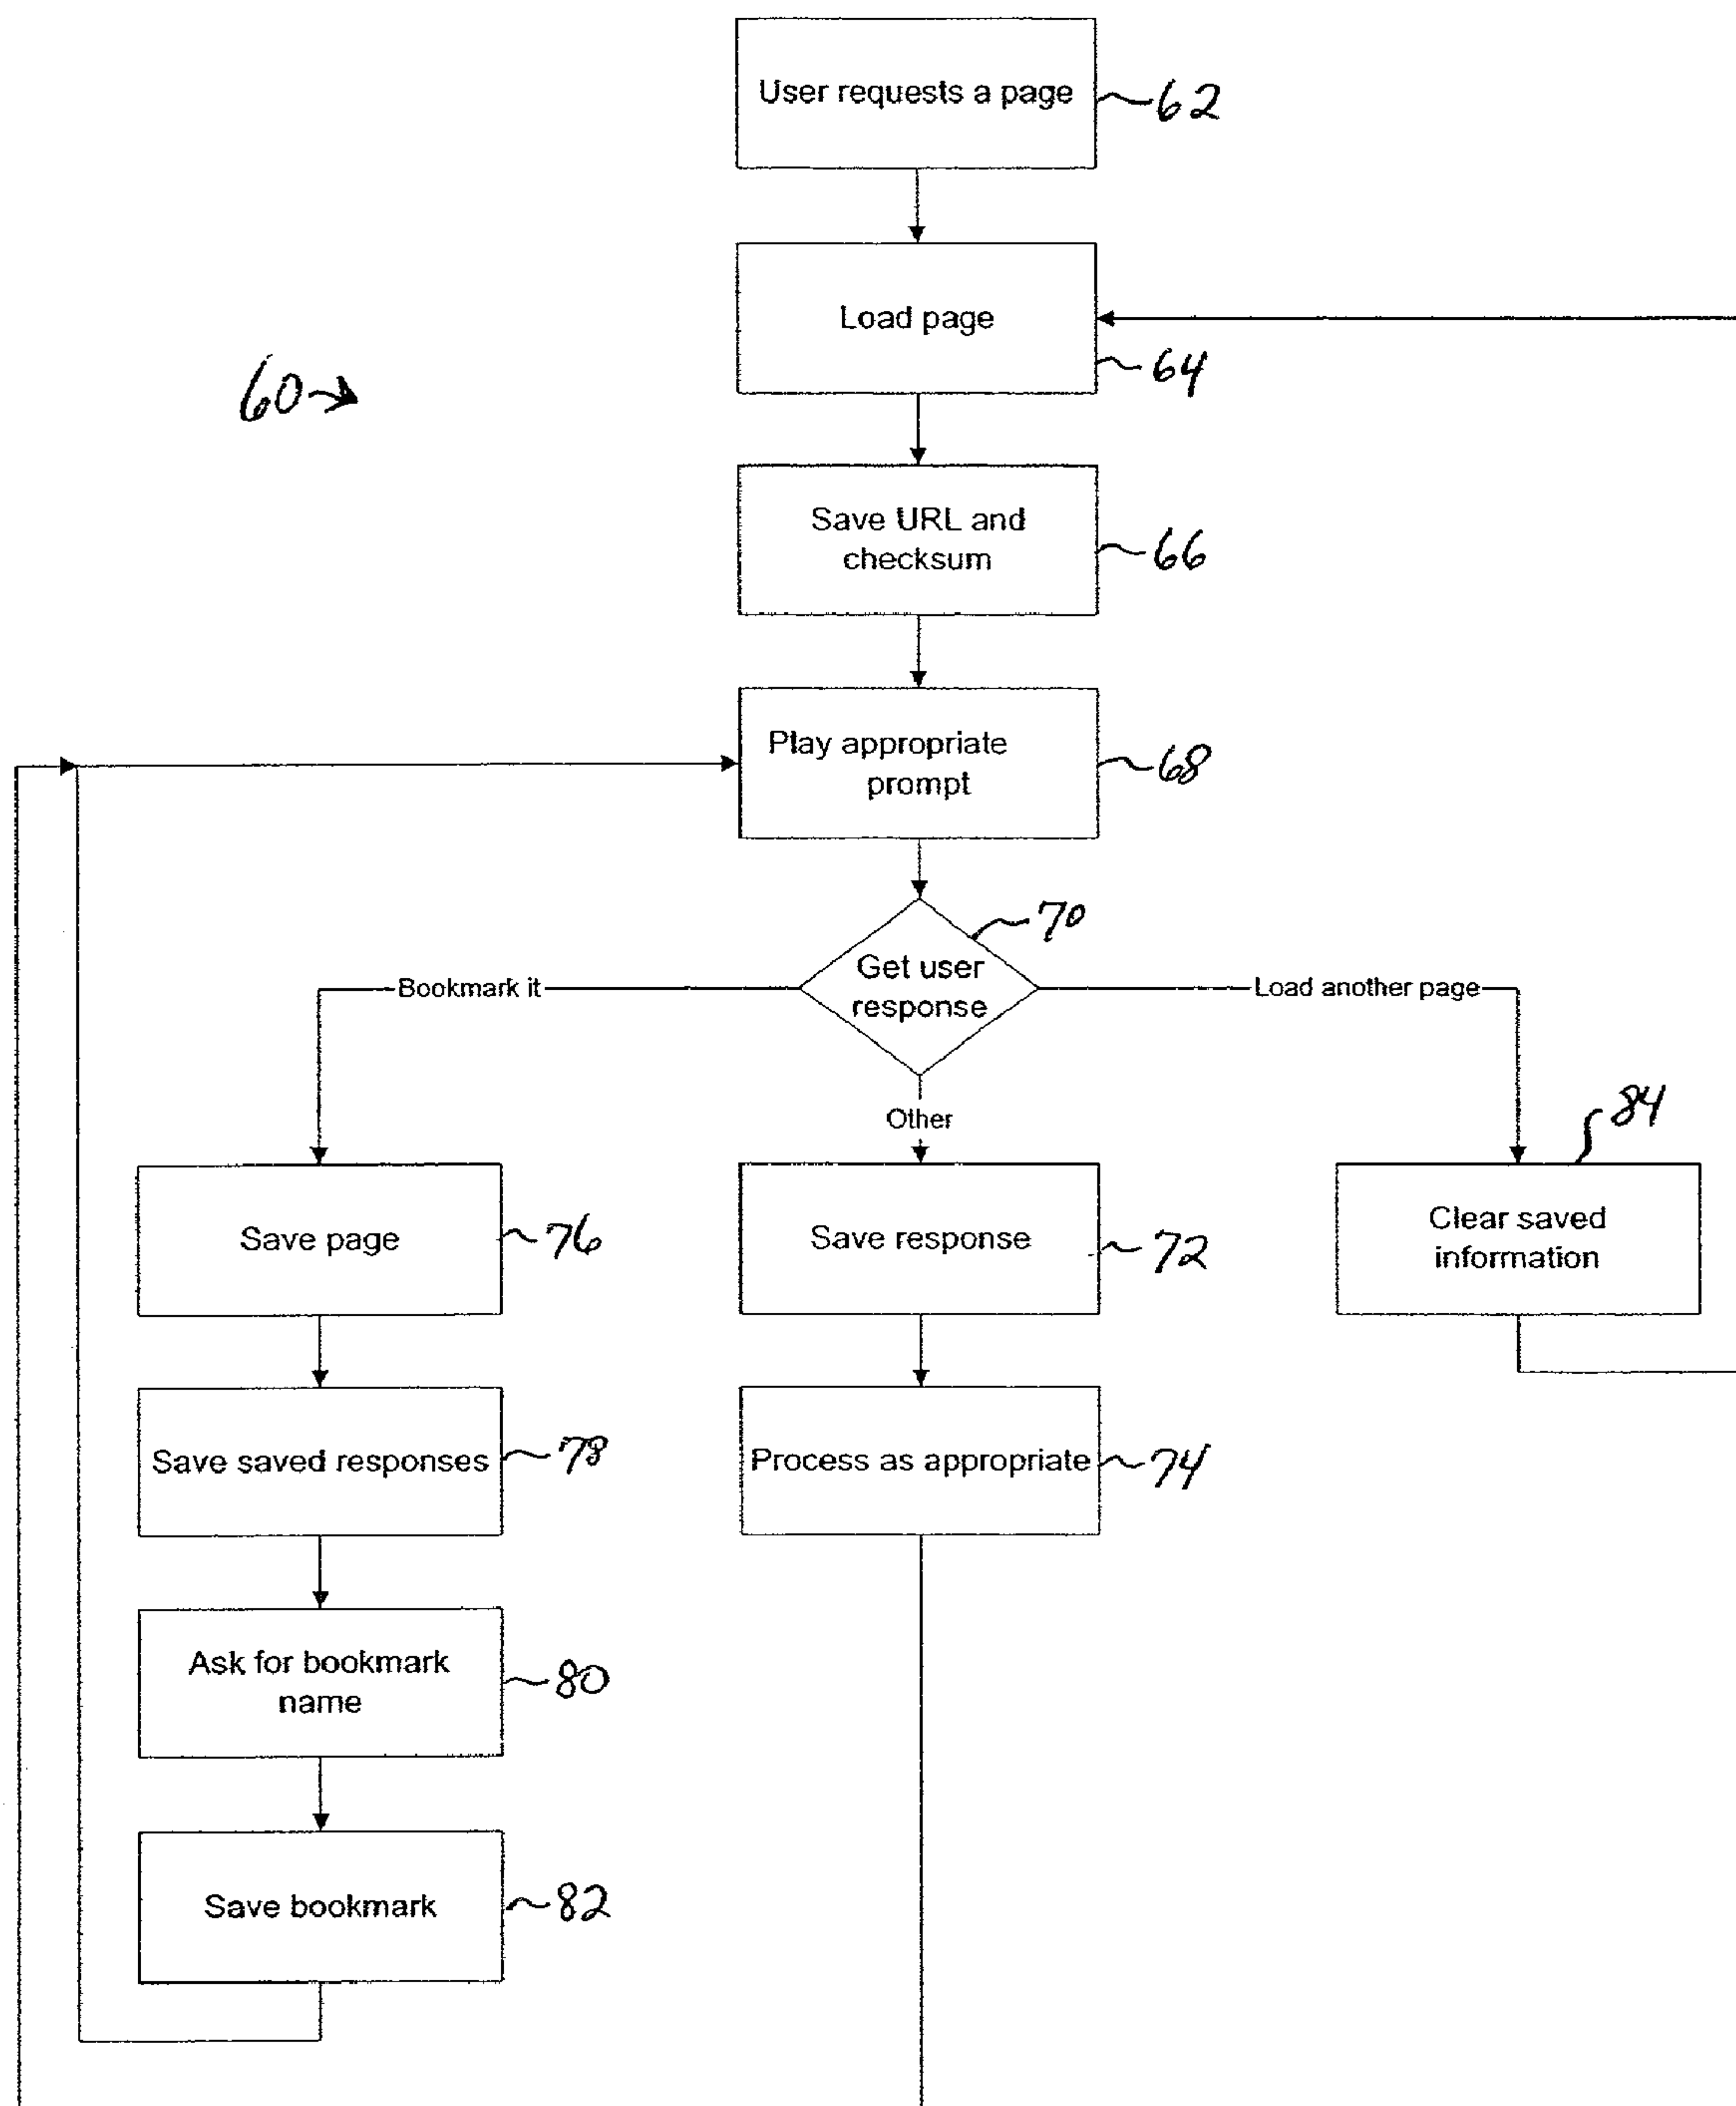 User requests a page
62
Load page
64
60
Save URL and
checksum
66
Play appropriate
prompt
68
70
Get user
response
Bookmark it
Load another page
Other
84
Save page
76
Save response
72
Clear saved
information
Save saved responses
78
Process as appropriate
74
Ask for bookmark
name
80
Save bookmark
82